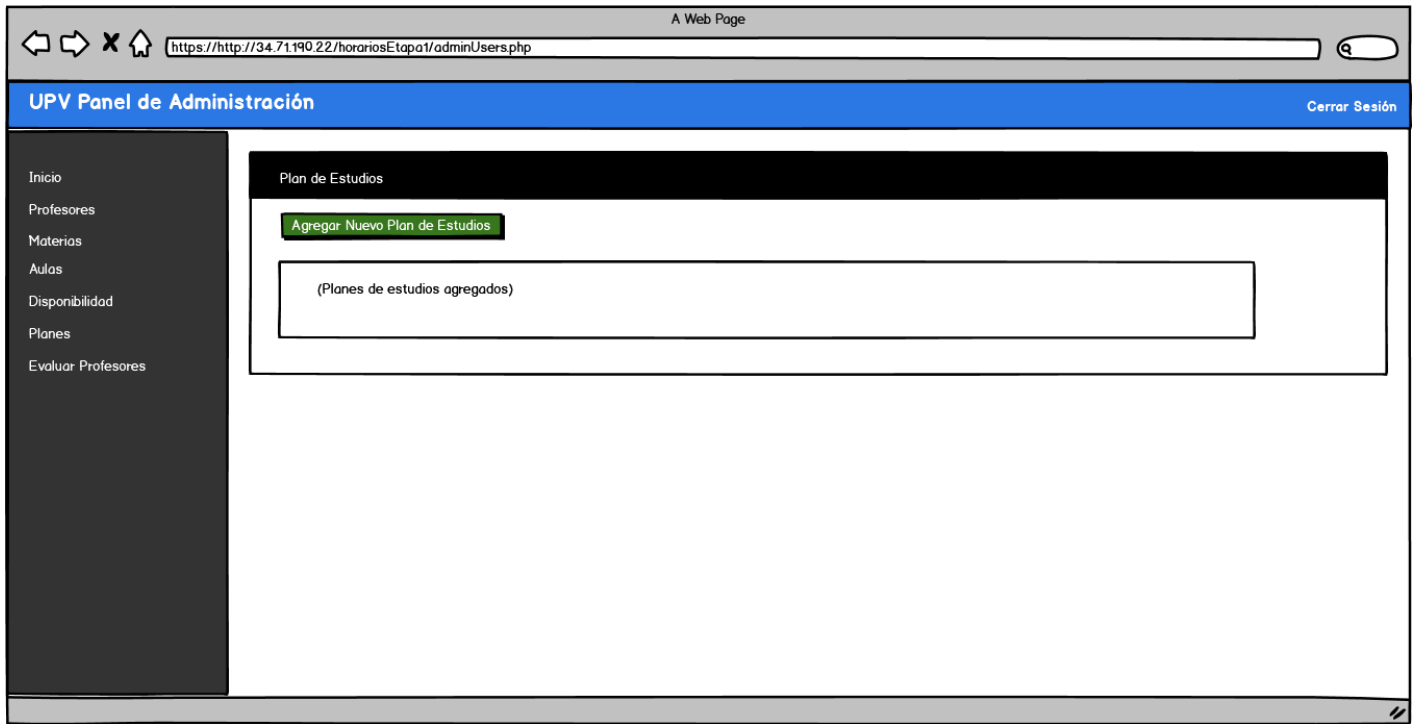 A Web Page
https://http://34.71.190.22/horariosEtapa1/adminUsers.php
UPV Panel de Administración
Cerrar Sesión
Inicio
Profesores
Materias
Aulas
Disponibilidad
Planes
Evaluar Profesores
Plan de Estudios
Agregar Nuevo Plan de Estudios
(Planes de estudios agregados)